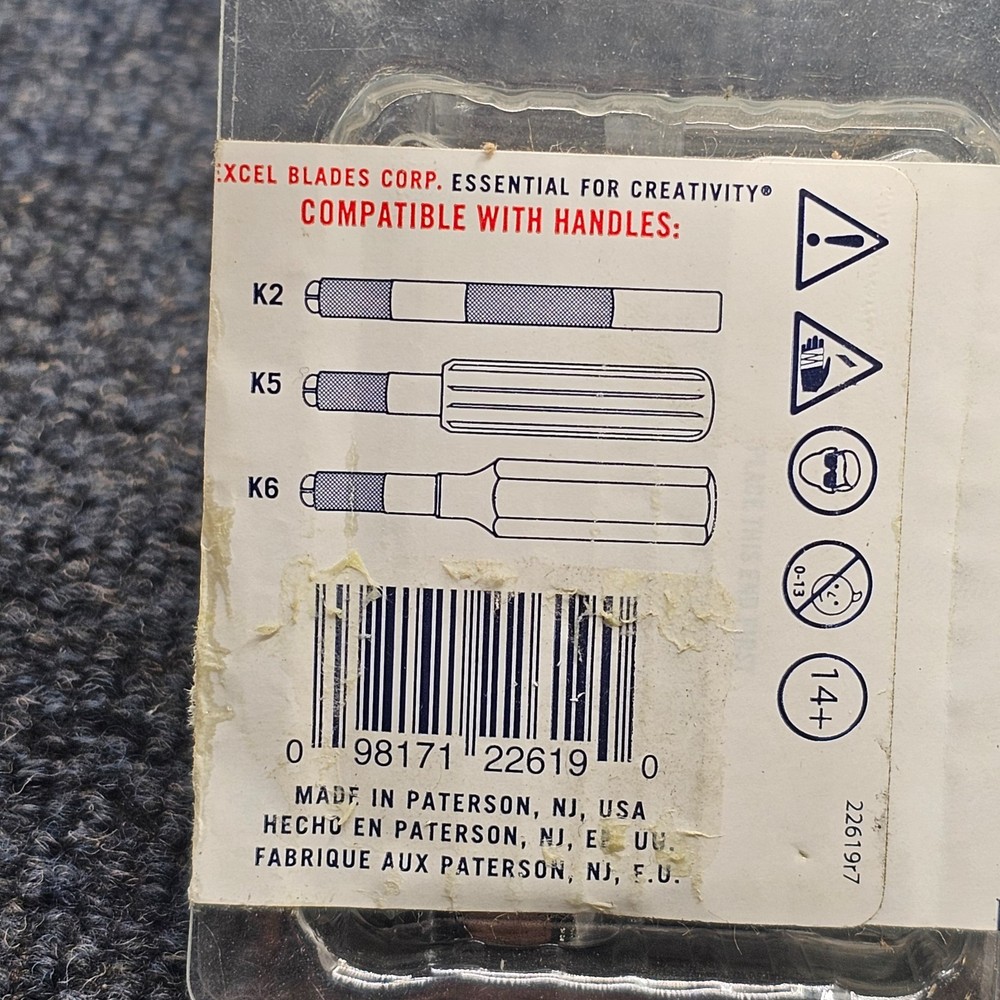 EXCEL BLADES CORP. ESSENTIAL FOR CREATIVITY®
COMPATIBLE WITH HANDLES:
K2
K5
K6
0 98171 22619 0
MADE IN PATERSON, NJ, USA
HECHO EN PATERSON, NJ, EE. UU.
FABRIQUE AUX PATERSON, NJ, E.U.
0-13
14+
22619r7